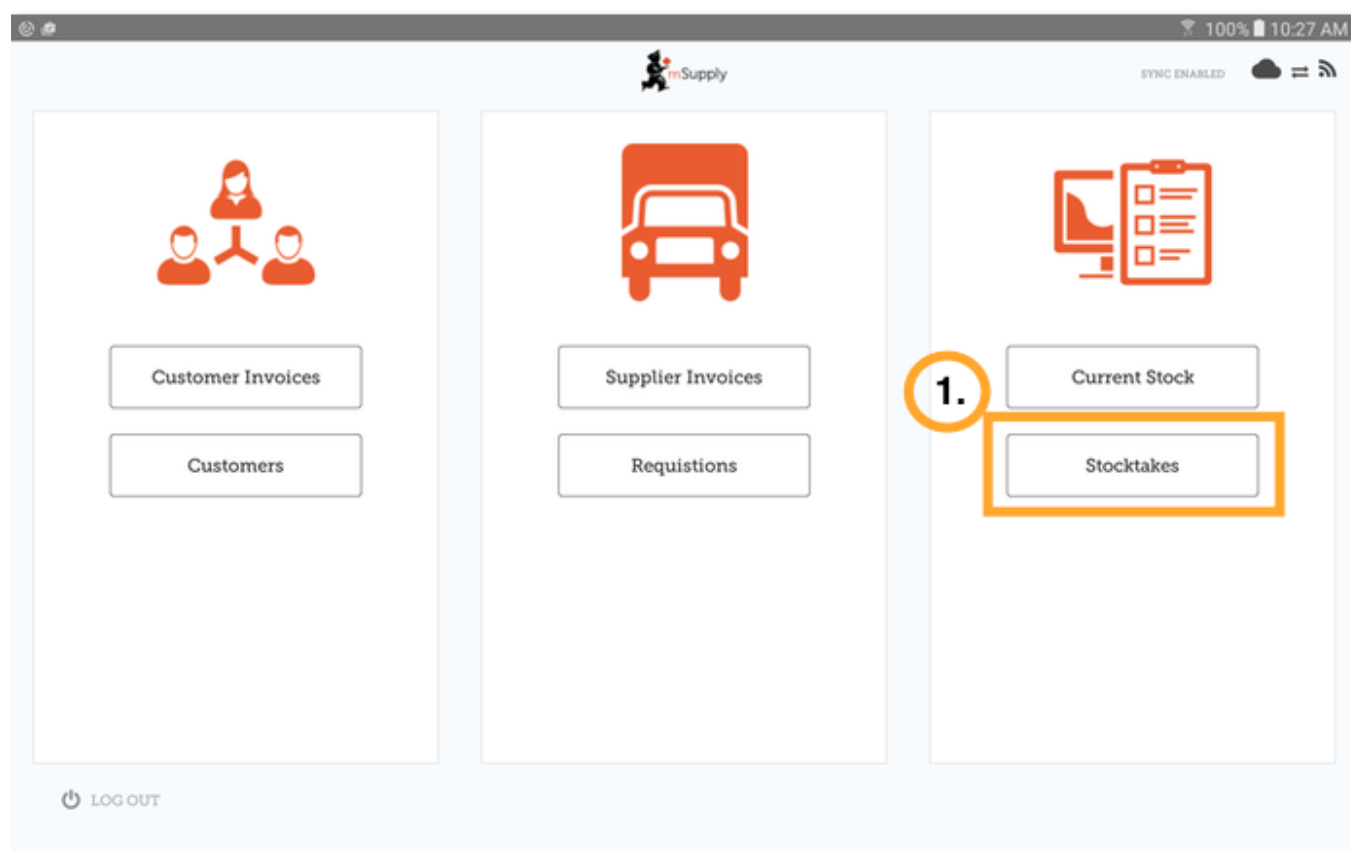 100% 10:27 AM
mSupply
SYNC ENABLED
Customer Invoices
Customers
Supplier Invoices
Requistions
1.
Current Stock
Stocktakes
LOG OUT